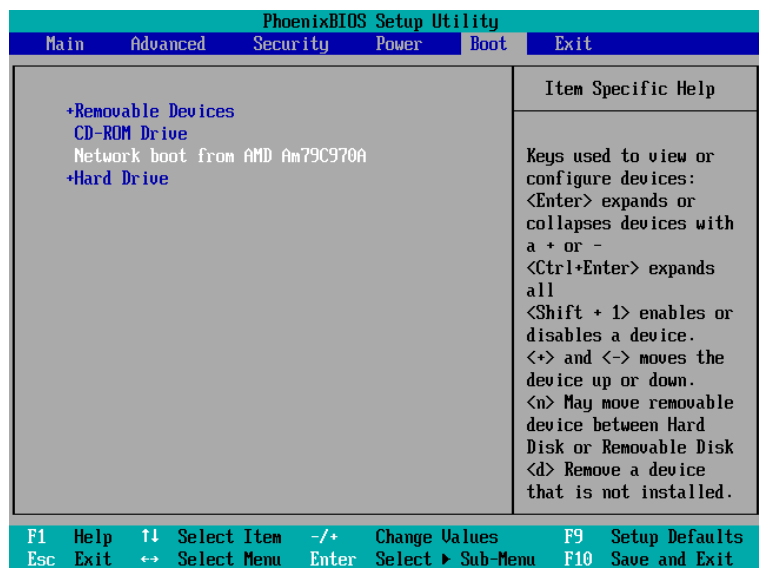 PhoenixBIOS Setup Utility
Main Advanced Security Power Boot Exit
+Removable Devices
CD-ROM Drive
Network boot from AMD Am79C970A
+Hard Drive
Item Specific Help
Keys used to view or
configure devices:
<Enter> expands or
collapses devices with
a + or -
<Ctrl+Enter> expands
all
<Shift + 1> enables or
disables a device.
<+> and <-> moves the
device up or down.
<n> May move removable
device between Hard
Disk or Removable Disk
<d> Remove a device
that is not installed.
F1 Help ↑↓ Select Item -/+ Change Values F9 Setup Defaults
Esc Exit ↔ Select Menu Enter Select ▶ Sub-Menu F10 Save and Exit